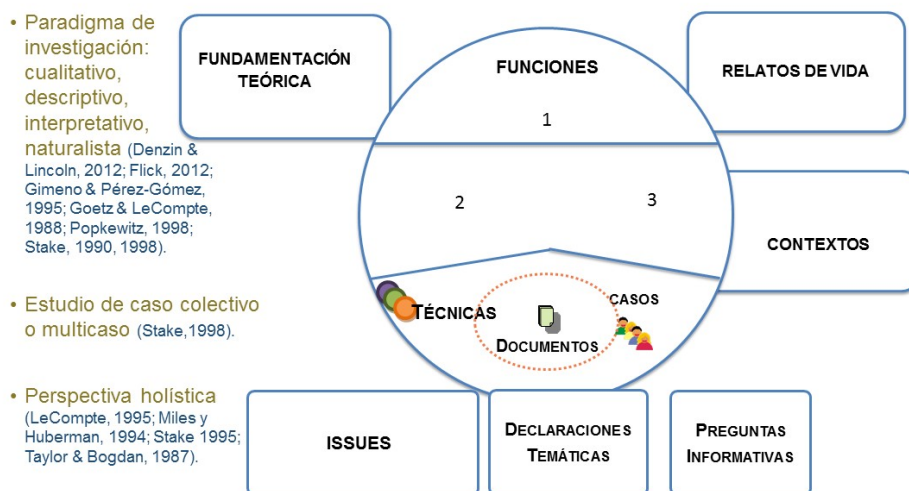 • Paradigma de
investigación:
cualitativo,
descriptivo,
interpretativo,
naturalista (Denzin &
Lincoln, 2012; Flick, 2012;
Gimeno & Pérez-Gómez,
1995; Goetz & LeCompte,
1988; Popkewitz, 1998;
Stake, 1990, 1998).
• Estudio de caso colectivo
o multicaso (Stake,1998).
• Perspectiva holística
(LeCompte, 1995; Miles y
Huberman, 1994; Stake 1995;
Taylor & Bogdan, 1987).
FUNDAMENTACIÓN
TEÓRICA
FUNCIONES
1
RELATOS DE VIDA
2
3
CONTEXTOS
TÉCNICAS
DOCUMENTOS
CASOS
ISSUES
DECLARACIONES
TEMÁTICAS
PREGUNTAS
INFORMATIVAS